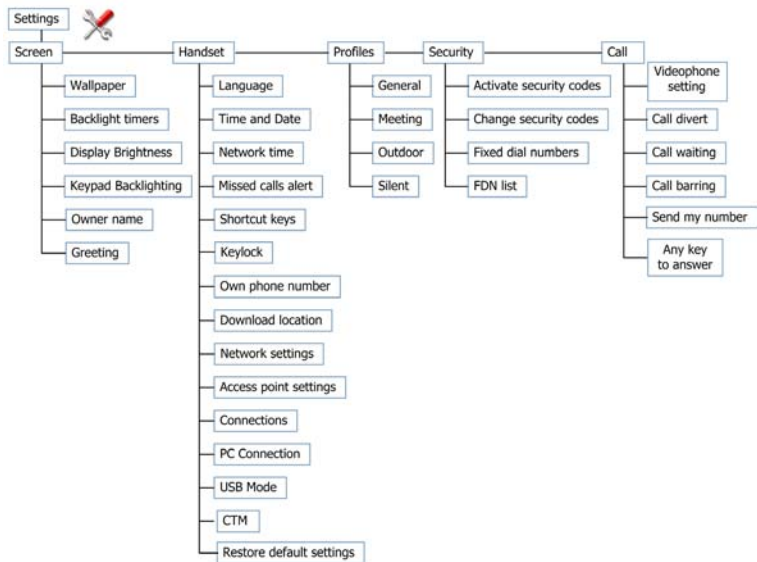 Settings
Screen
Handset
Profiles
Security
Call
Wallpaper
Backlight timers
Display Brightness
Keypad Backlighting
Owner name
Greeting
Language
Time and Date
Network time
Missed calls alert
Shortcut keys
Keylock
Own phone number
Download location
Network settings
Access point settings
Connections
PC Connection
USB Mode
CTM
Restore default settings
General
Meeting
Outdoor
Silent
Activate security codes
Change security codes
Fixed dial numbers
FDN list
Videophone
setting
Call divert
Call waiting
Call barring
Send my number
Any key
to answer